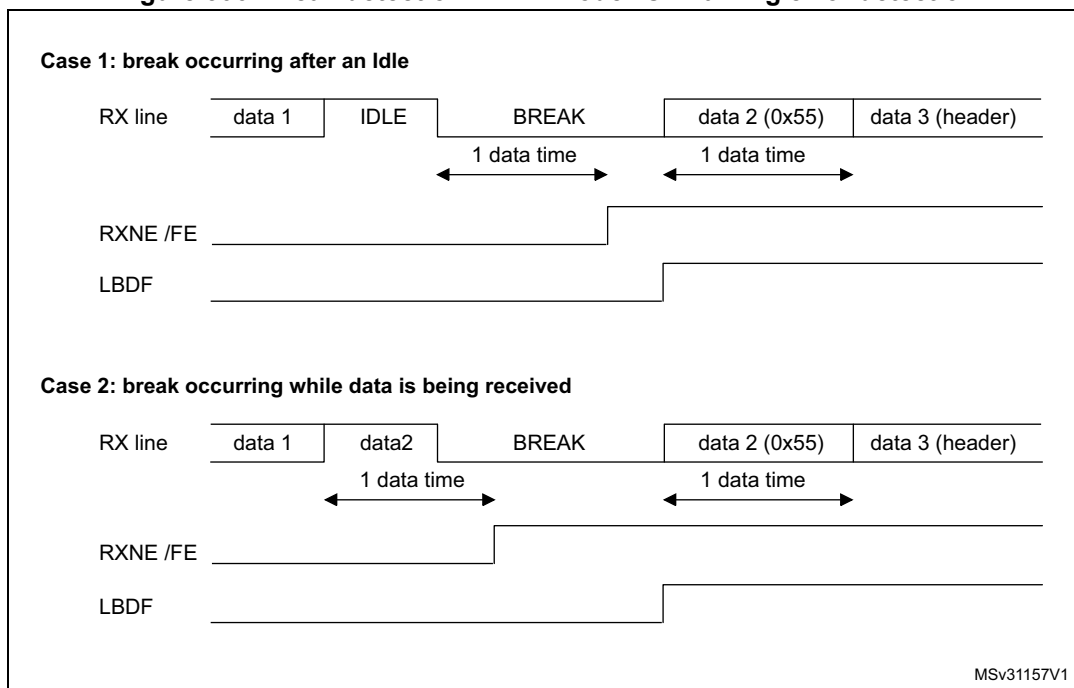 Case 1: break occurring after an Idle
RX line data 1 IDLE BREAK data 2 (0x55) data 3 (header)
1 data time 1 data time
RXNE /FE
LBDF
Case 2: break occurring while data is being received
RX line data 1 data2 BREAK data 2 (0x55) data 3 (header)
1 data time 1 data time
RXNE /FE
LBDF
MSv31157V1